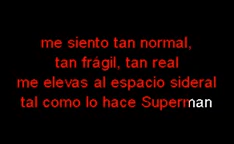 me siento tan normal,
tan frágil, tan real
me elevas al espacio sideral
tal como lo hace Superman